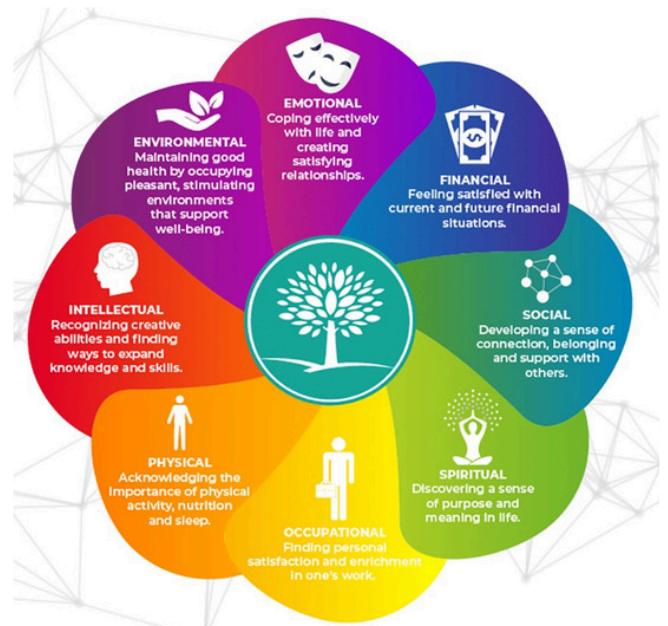 EMOTIONAL
Coping effectively
with life and
creating
satisfying
relationships.
FINANCIAL
Feeling satisfied with
current and future financial
situations.
SOCIAL
Developing a sense of
connection, belonging
and support with
others.
SPIRITUAL
Discovering a sense
of purpose and
meaning in life.
OCCUPATIONAL
Finding personal
satisfaction and enrichment
in one's work.
PHYSICAL
Acknowledging the
importance of physical
activity, nutrition
and sleep.
INTELLECTUAL
Recognizing creative
abilities and finding
ways to expand
knowledge and skills.
ENVIRONMENTAL
Maintaining good
health by occupying
pleasant, stimulating
environments
that support
well-being.